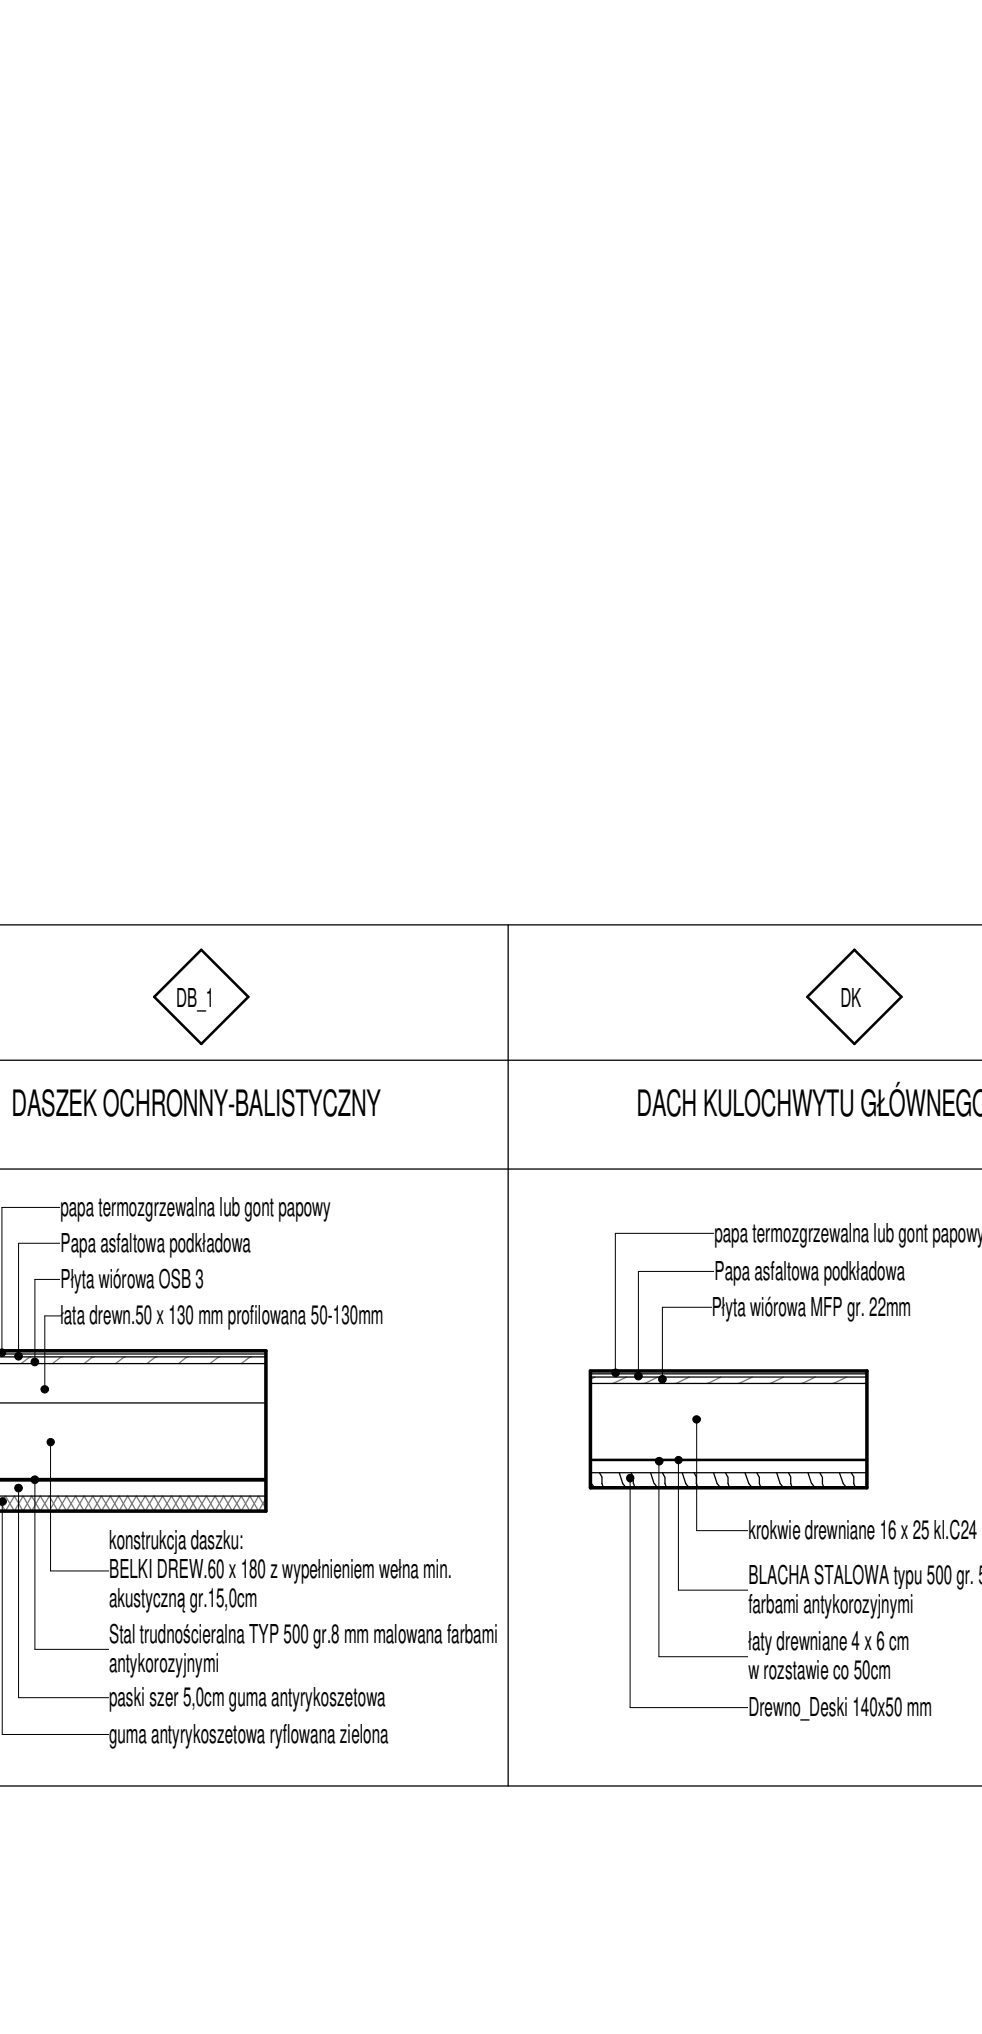 DB_1
DASZEK OCHRONNY-BALISTYCZNY
papa termozgrzewalna lub gont papowy
Papa asfaltowa podkładowa
Płyta wiórowa OSB 3
łata drewn.50 x 130 mm profilowana 50-130mm
konstrukcja daszku:
BELKI DREW.60 x 180 z wypełnieniem wełna min.
akustyczną gr.15,0cm
Stal trudnościeralna TYP 500 gr.8 mm malowana farbami
antykorozyjnymi
paski szer 5,0cm guma antyrykoszetowa
guma antyrykoszetowa ryflowana zielona
DK
DACH KULOCHWYTU GŁÓWNEGO
papa termozgrzewalna lub gont papowy
Papa asfaltowa podkładowa
Płyta wiórowa MFP gr. 22mm
krokwie drewniane 16 x 25 kl.C24
BLACHA STALOWA typu 500 gr. 5
farbami antykorozyjnymi
łaty drewniane 4 x 6 cm
w rozstawie co 50cm
Drewno_Deski 140x50 mm